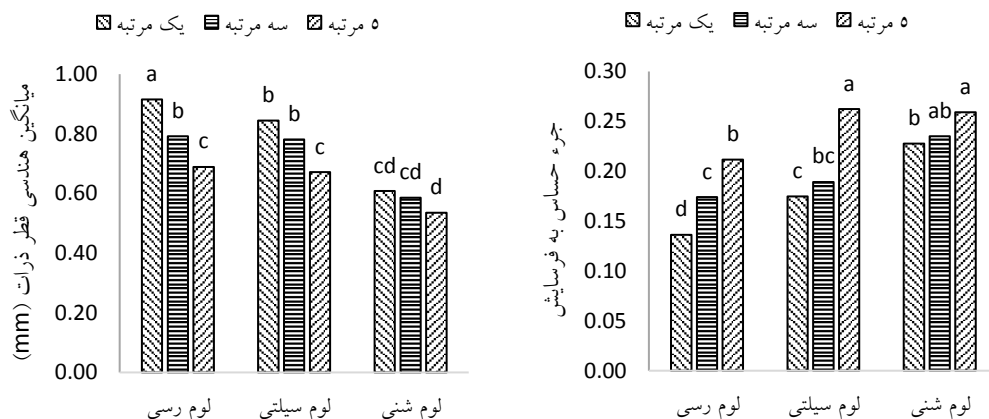 یک مرتبه سه مرتبه ۵ مرتبه
میانگین هندسی قطر ذرات (mm)
1.00
0.80
0.60
0.40
0.20
0.00
a b c
b b c
cd cd d
لوم رسی لوم سیلتی لوم شنی
یک مرتبه سه مرتبه ۵ مرتبه
جزء حساس به فرسایش
0.30
0.25
0.20
0.15
0.10
0.05
0.00
d c b
c bc a
b ab a
لوم رسی لوم سیلتی لوم شنی